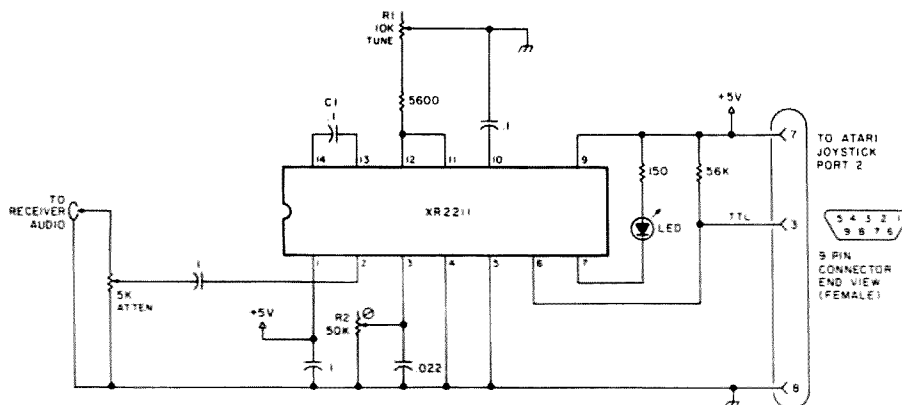 R1
10K
TUNE
C1
.1
5600
.1
+5V
14
13
12
11
10
9
7
TO ATARI
JOYSTICK
PORT 2
150
56K
XR2211
TO
RECEIVER
AUDIO
LED
TTL
3
5 4 3 2 1
9 8 7 6
1
2
3
4
5
6
7
9 PIN
CONNECTOR
END VIEW
(FEMALE)
.1
5K
ATTEN
+5V
R2
50K
.1
.022
8